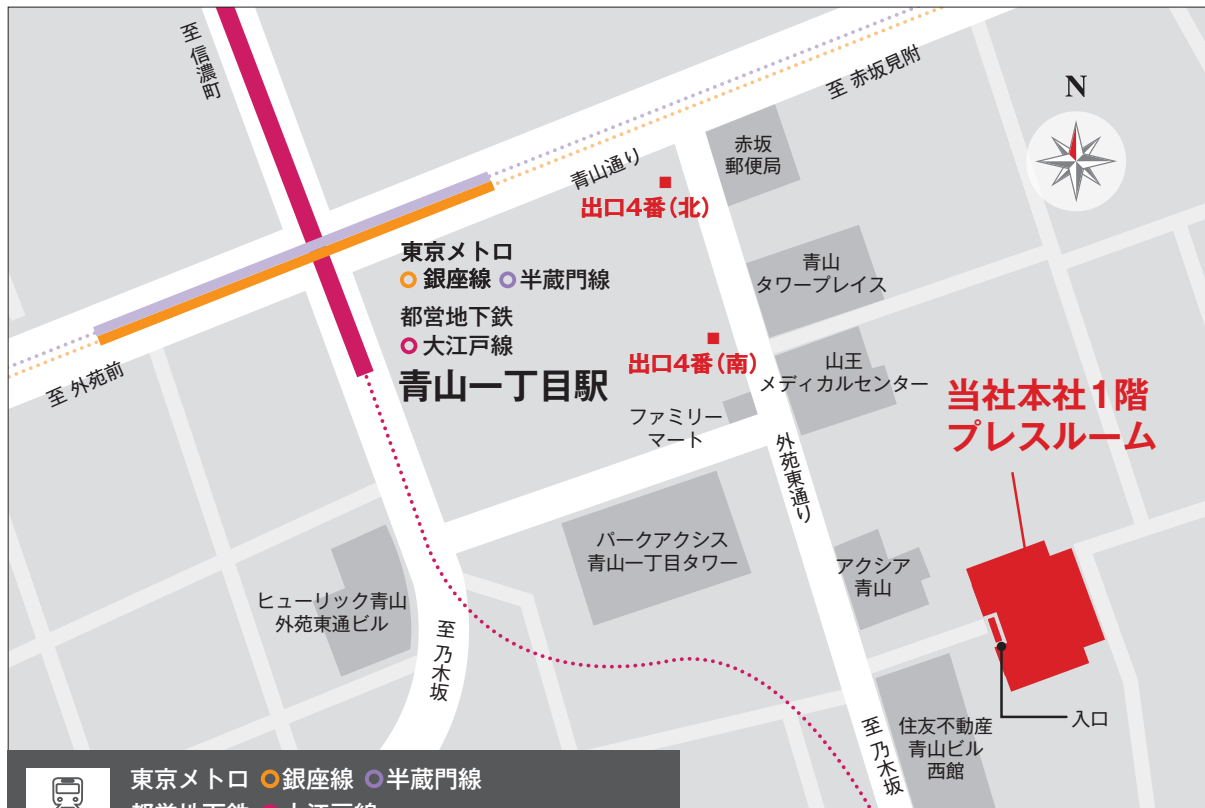 至 信濃町
至 赤坂見附
N
赤坂
郵便局
青山通り
出口4番(北)
東京メトロ
銀座線 半蔵門線
都営地下鉄
大江戸線
青山一丁目駅
青山
タワープレイス
出口4番(南)
山王
メディカルセンター
至 外苑前
ファミリー
マート
当社本社1階
プレスルーム
外苑東通り
パークアクシス
青山一丁目タワー
アクシア
青山
ヒューリック青山
外苑東通ビル
至 乃木坂
入口
住友不動産
青山ビル
西館
至 乃木坂
東京メトロ 銀座線 半蔵門線
都営地下鉄 大江戸線